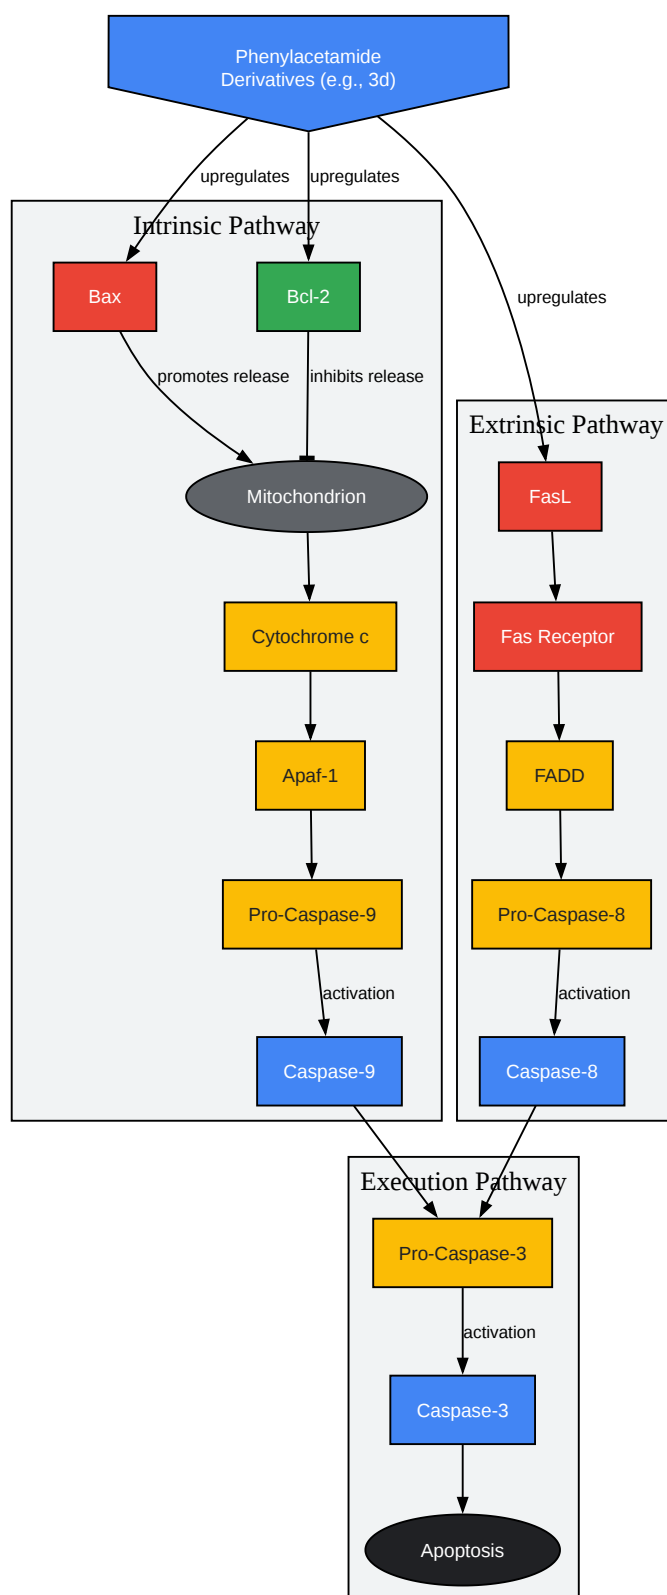 Phenylacetamide
Derivatives (e.g., 3d)
upregulates
upregulates
upregulates
Intrinsic Pathway
Bax
Bcl-2
promotes release
inhibits release
Mitochondrion
Cytochrome c
Apaf-1
Pro-Caspase-9
activation
Caspase-9
Extrinsic Pathway
FasL
Fas Receptor
FADD
Pro-Caspase-8
activation
Caspase-8
Execution Pathway
Pro-Caspase-3
activation
Caspase-3
Apoptosis